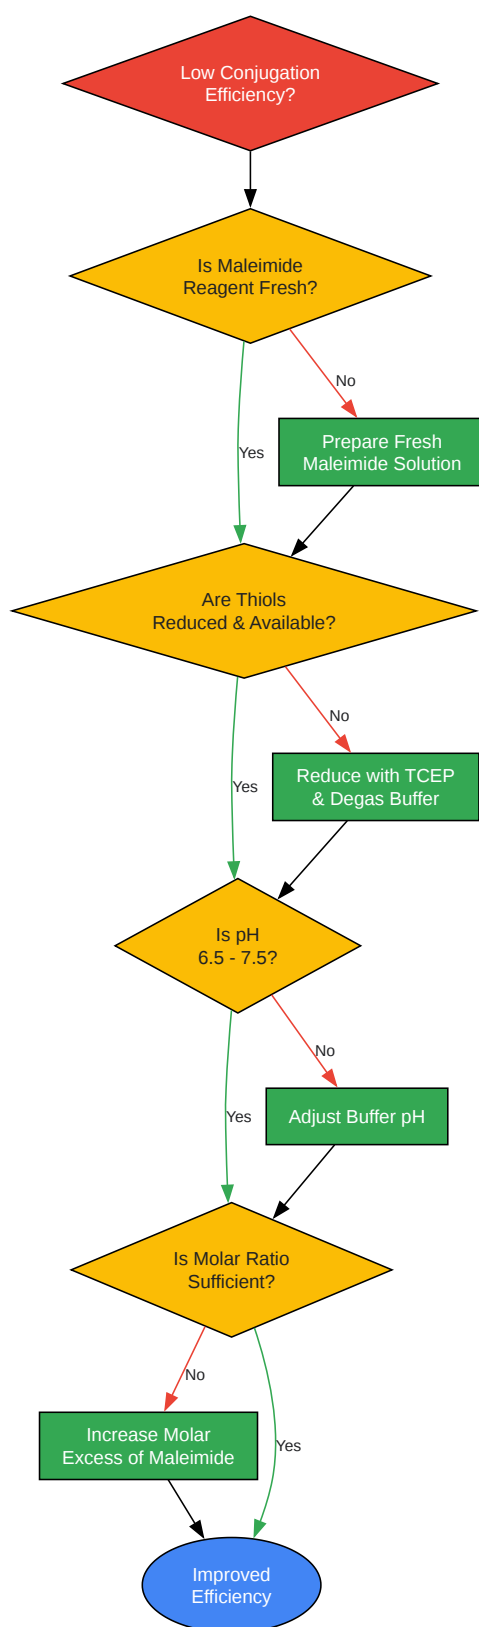 Low Conjugation
Efficiency?
Is Maleimide
Reagent Fresh?
No
Yes
Prepare Fresh
Maleimide Solution
Are Thiols
Reduced & Available?
No
Yes
Reduce with TCEP
& Degas Buffer
Is pH
6.5 - 7.5?
No
Yes
Adjust Buffer pH
Is Molar Ratio
Sufficient?
No
Yes
Increase Molar
Excess of Maleimide
Improved
Efficiency